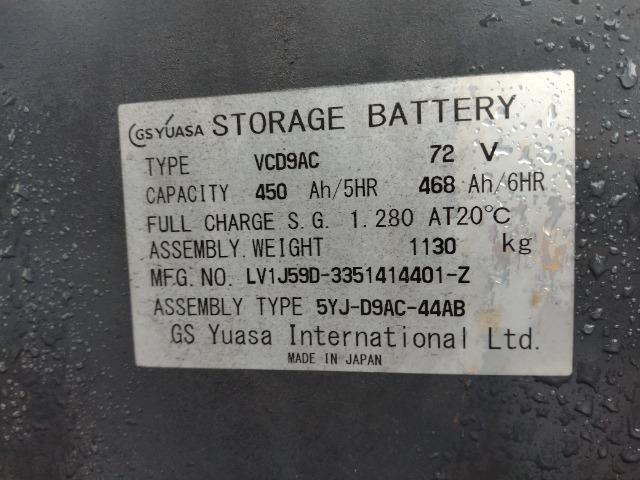 GS YUASA STORAGE BATTERY
TYPE VCD9AC 72 V
CAPACITY 450 Ah/5HR 468 Ah/6HR
FULL CHARGE S.G. 1.280 AT20°C
ASSEMBLY.WEIGHT 1130 kg
MFG.NO. LV1J59D-3351414401-Z
ASSEMBLY TYPE 5YJ-D9AC-44AB
GS Yuasa International Ltd.
MADE IN JAPAN